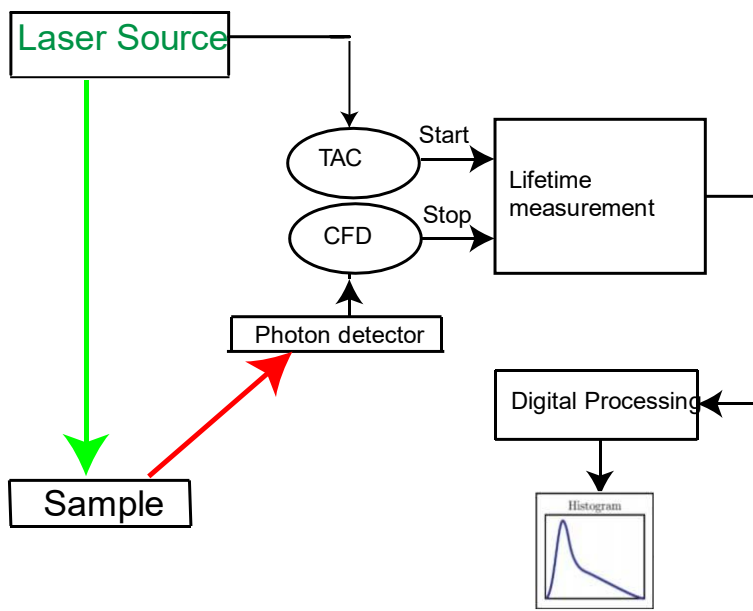 Laser Source
Start
TAC
Lifetime
measurement
Stop
CFD
Photon detector
Digital Processing
Sample
Histogram